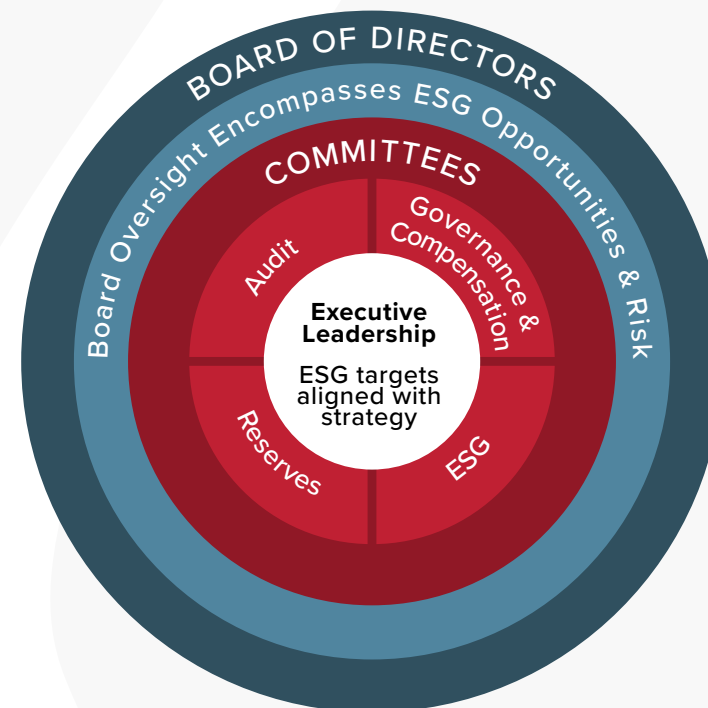 BOARD OF DIRECTORS
Board Oversight Encompasses ESG Opportunities & Risk
COMMITTEES
Audit
Governance &
Compensation
Executive
Leadership
ESG targets
aligned with
strategy
Reserves
ESG